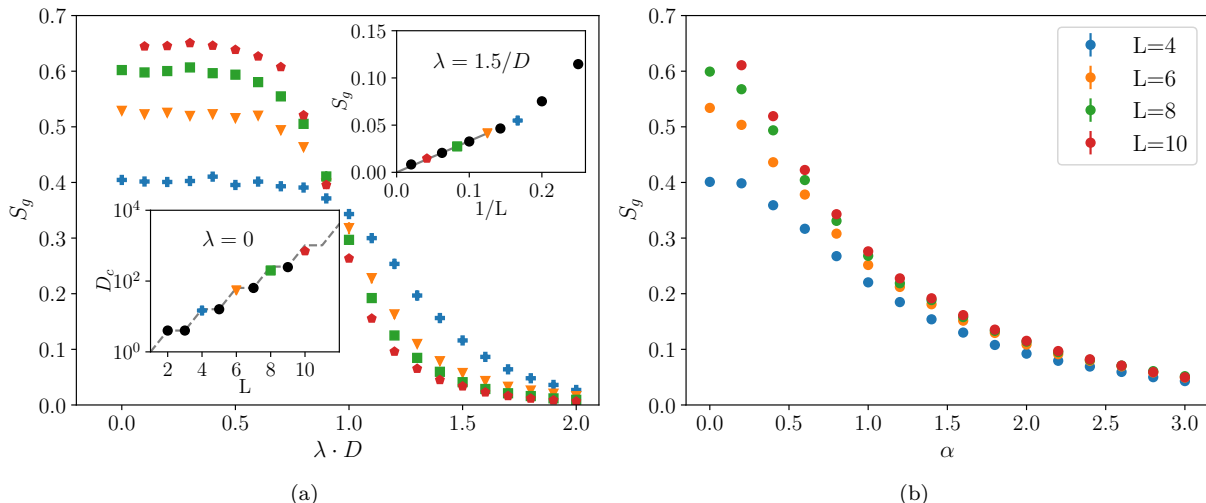 0.7
0.6
0.5
0.4
0.3
0.2
0.1
0.0
S_g
0.0 0.5 1.0 1.5 2.0
λ · D
0.15
0.10
0.05
0.00
S_g
λ = 1.5/D
0.0 0.1 0.2
1/L
10^4
10^2
10^0
D_c
λ = 0
2 4 6 8 10
L
(a)
0.7
0.6
0.5
0.4
0.3
0.2
0.1
0.0
S_g
L=4
L=6
L=8
L=10
0.0 0.5 1.0 1.5 2.0 2.5 3.0
α
(b)